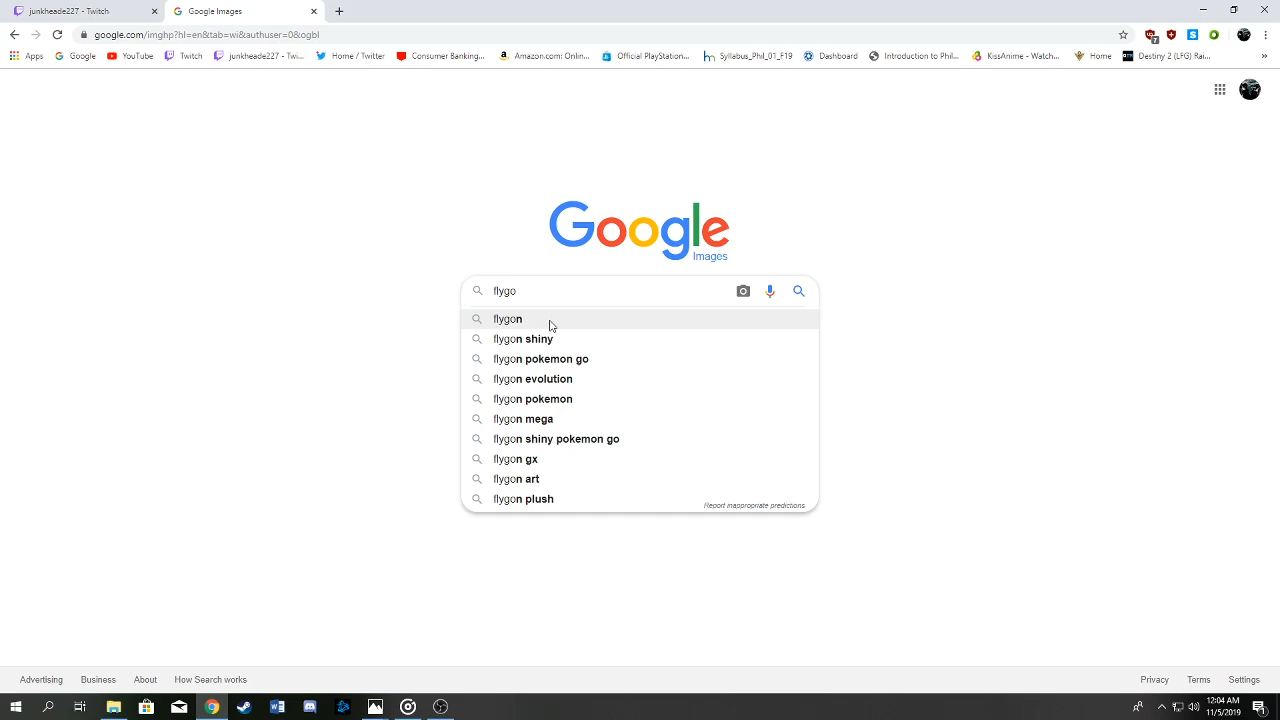 junkheade227 - Twitch
Google Images
google.com/imghp?hl=en&tab=wi&authuser=0&ogbl
Apps Google YouTube Twitch junkheade227 - Twi... Home / Twitter Consumer Banking... Amazon.com: Onlin... Official PlayStation... Syllabus_Phil_01_F19 Dashboard Introduction to Phil... KissAnime - Watch... Home Destiny 2 (LFG) Rai...
Google
Images
flygo
flygon
flygon shiny
flygon pokemon go
flygon evolution
flygon pokemon
flygon mega
flygon shiny pokemon go
flygon gx
flygon art
flygon plush
Report inappropriate predictions
Advertising Business About How Search works Privacy Terms Settings
12:04 AM
11/5/2019